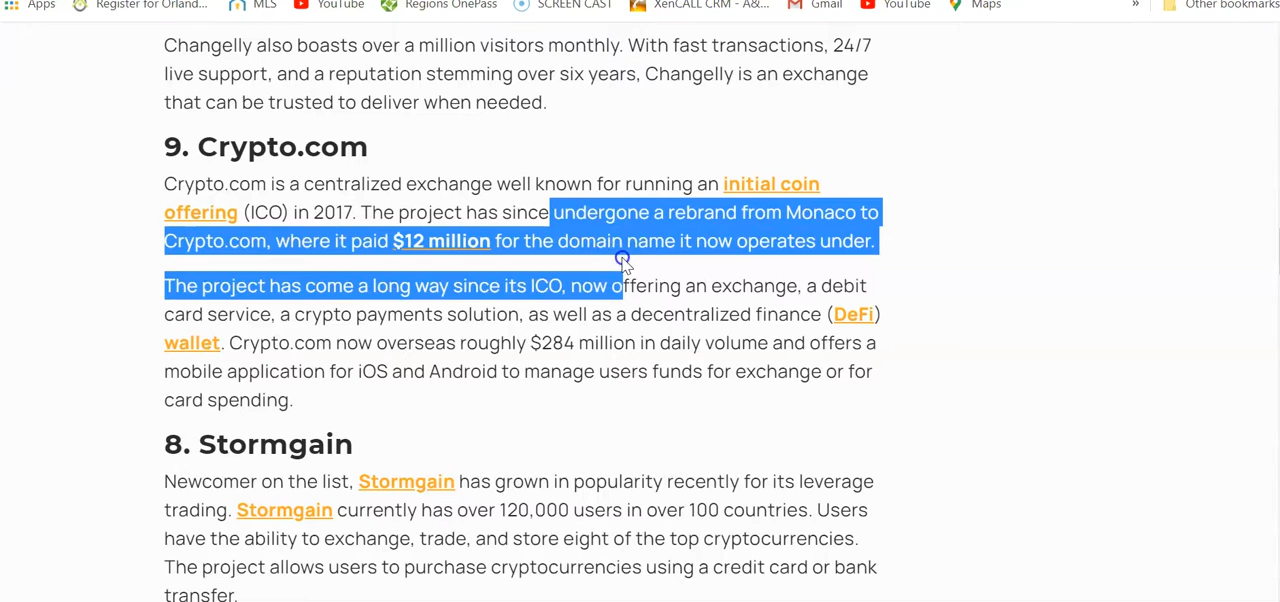 Apps Register for Orland... MLS YouTube Regions OnePass SCREEN CAST XenCALL CRM - A&... Gmail YouTube Maps » Other bookmarks
Changelly also boasts over a million visitors monthly. With fast transactions, 24/7
live support, and a reputation stemming over six years, Changelly is an exchange
that can be trusted to deliver when needed.
9. Crypto.com
Crypto.com is a centralized exchange well known for running an initial coin
offering (ICO) in 2017. The project has since undergone a rebrand from Monaco to
Crypto.com, where it paid $12 million for the domain name it now operates under.
The project has come a long way since its ICO, now offering an exchange, a debit
card service, a crypto payments solution, as well as a decentralized finance (DeFi)
wallet. Crypto.com now overseas roughly $284 million in daily volume and offers a
mobile application for iOS and Android to manage users funds for exchange or for
card spending.
8. Stormgain
Newcomer on the list, Stormgain has grown in popularity recently for its leverage
trading. Stormgain currently has over 120,000 users in over 100 countries. Users
have the ability to exchange, trade, and store eight of the top cryptocurrencies.
The project allows users to purchase cryptocurrencies using a credit card or bank
transfer.